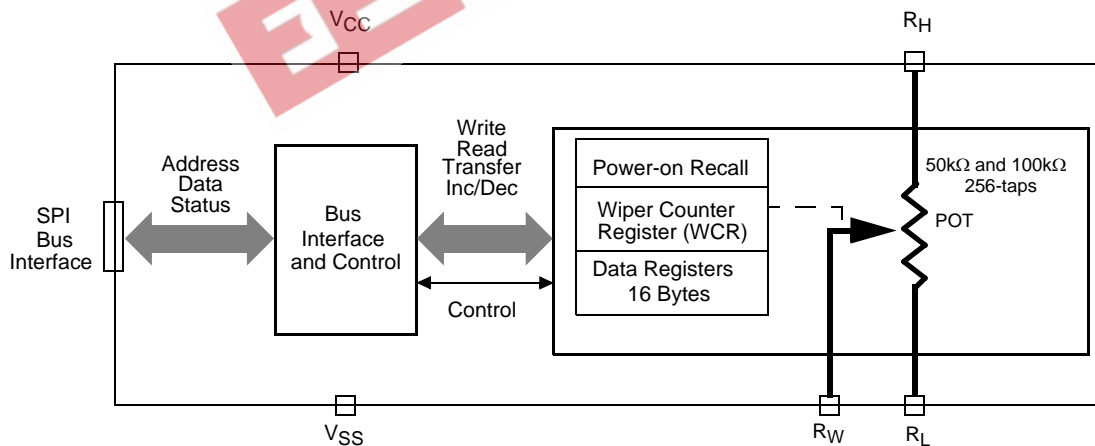 VCC
RH
Write
Read
Transfer
Inc/Dec
Address
Data
Status
SPI
Bus
Interface
Bus
Interface
and Control
Control
Power-on Recall
Wiper Counter
Register (WCR)
Data Registers
16 Bytes
50kΩ and 100kΩ
256-taps
POT
VSS
RW
RL